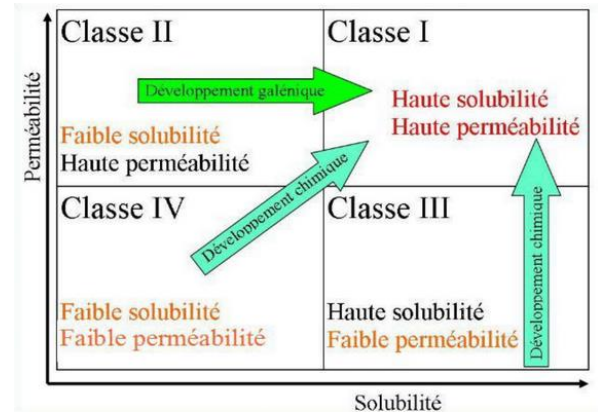 Classe II
Classe I
Développement galénique
Haute solubilité
Haute perméabilité
Faible solubilité
Haute perméabilité
Perméabilité
Développement chimique
Classe IV
Classe III
Développement chimique
Faible solubilité
Faible perméabilité
Haute solubilité
Faible perméabilité
Solubilité